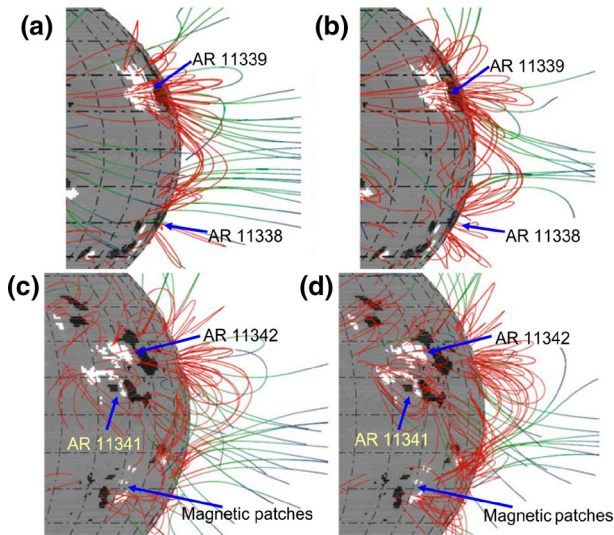 (a)
AR 11339
AR 11338
(b)
AR 11339
AR 11338
(c)
AR 11342
AR 11341
Magnetic patches
(d)
AR 11342
AR 11341
Magnetic patches